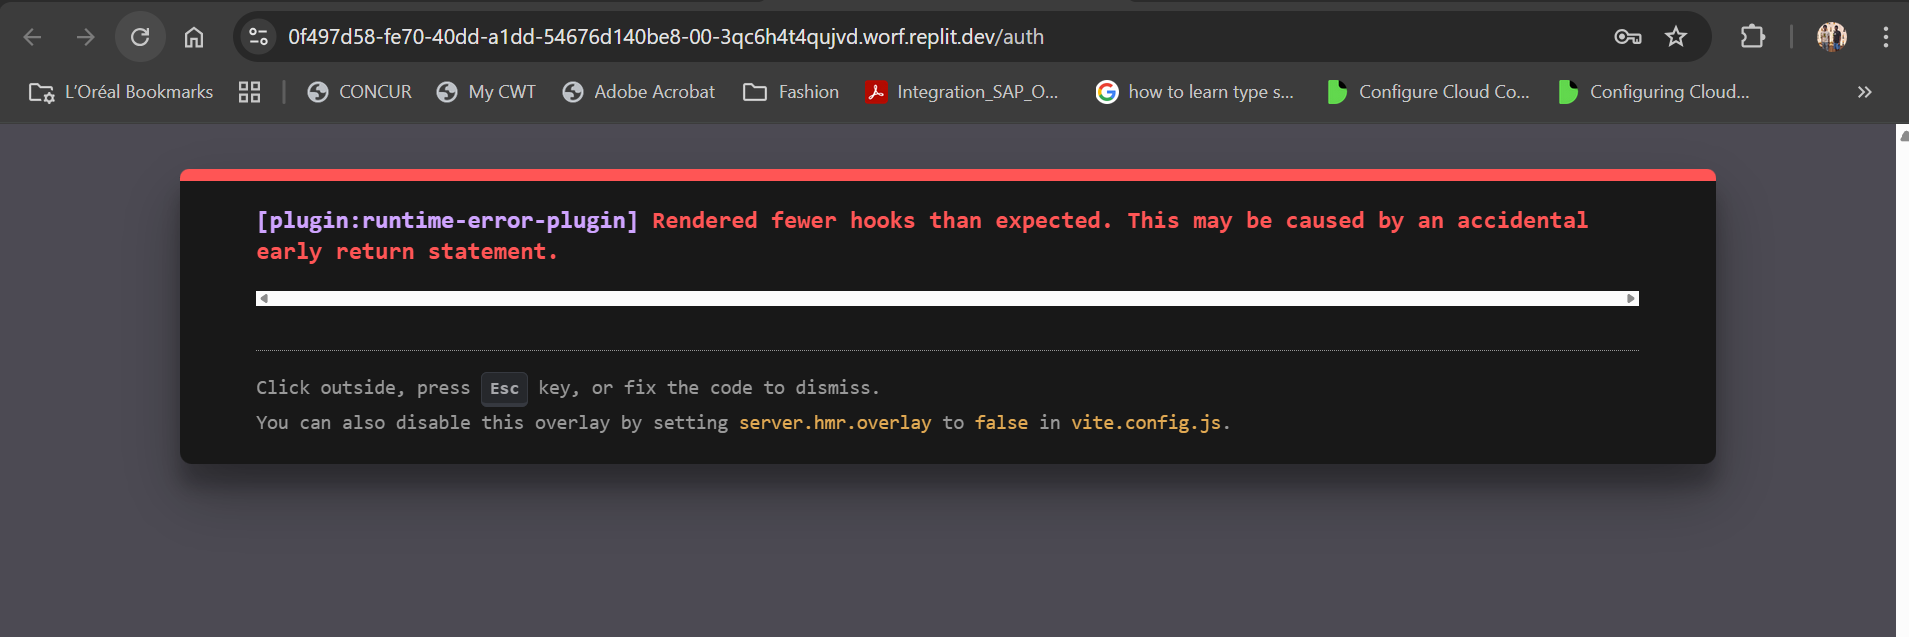 0f497d58-fe70-40dd-a1dd-54676d140be8-00-3qc6h4t4qujvd.worf.replit.dev/auth
L'Oréal Bookmarks CONCUR My CWT Adobe Acrobat Fashion Integration_SAP_O... how to learn type s... Configure Cloud Co... Configuring Cloud... »
[plugin:runtime-error-plugin] Rendered fewer hooks than expected. This may be caused by an accidental
early return statement.
Click outside, press Esc key, or fix the code to dismiss.
You can also disable this overlay by setting server.hmr.overlay to false in vite.config.js.